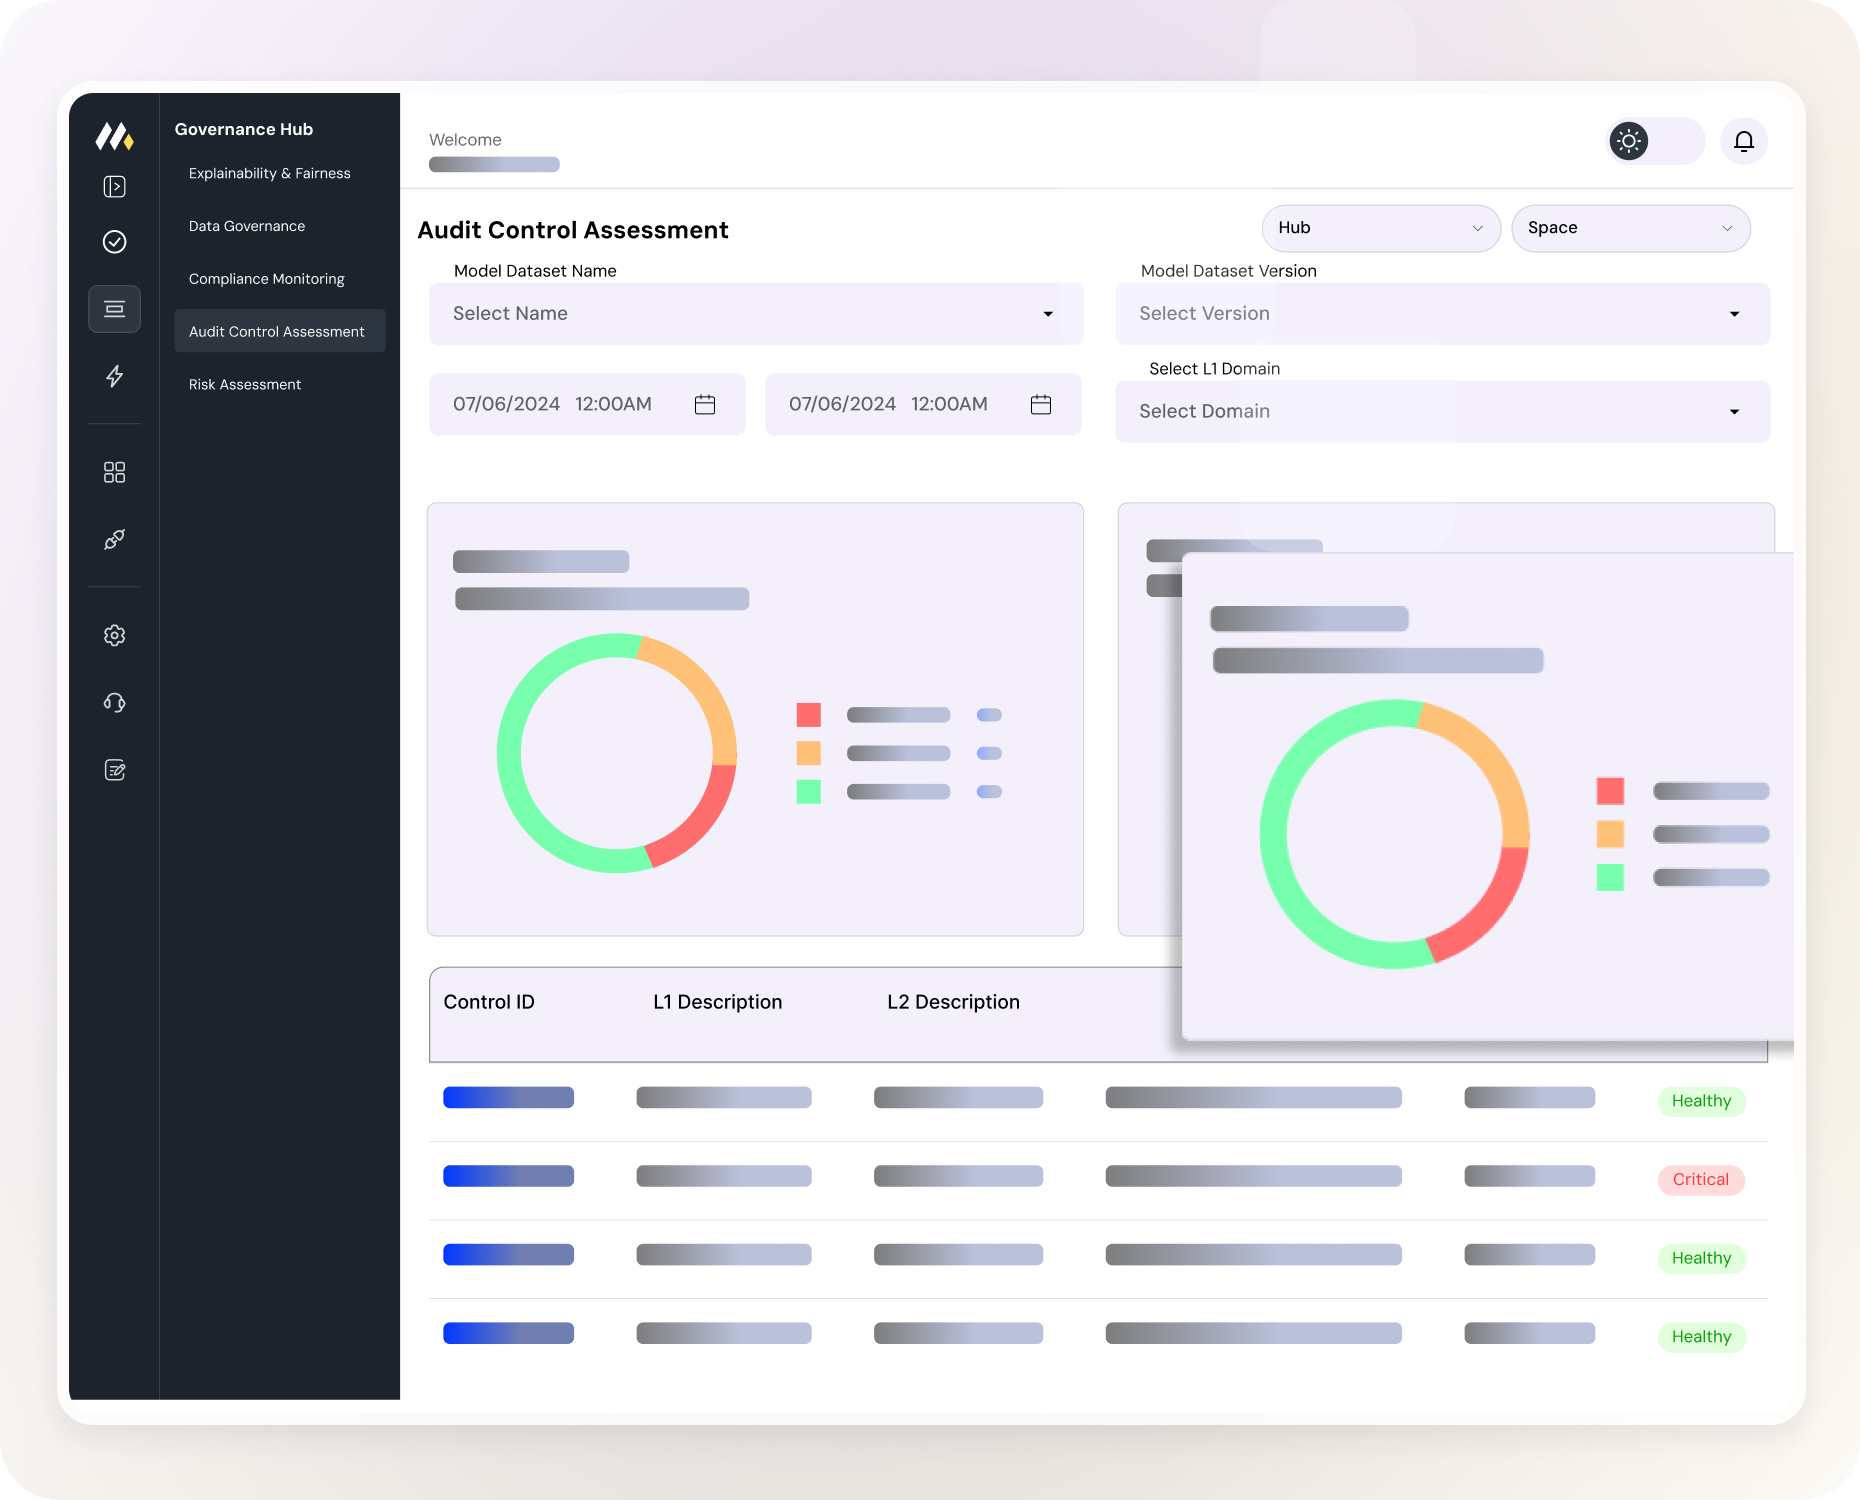 Governance Hub
Explainability & Fairness
Data Governance
Compliance Monitoring
Audit Control Assessment
Risk Assessment
Welcome
Audit Control Assessment
Hub
Space
Model Dataset Name
Model Dataset Version
Select Name
Select Version
Select L1 Domain
07/06/2024 12:00AM
07/06/2024 12:00AM
Select Domain
Control ID
L1 Description
L2 Description
Healthy
Critical
Healthy
Healthy